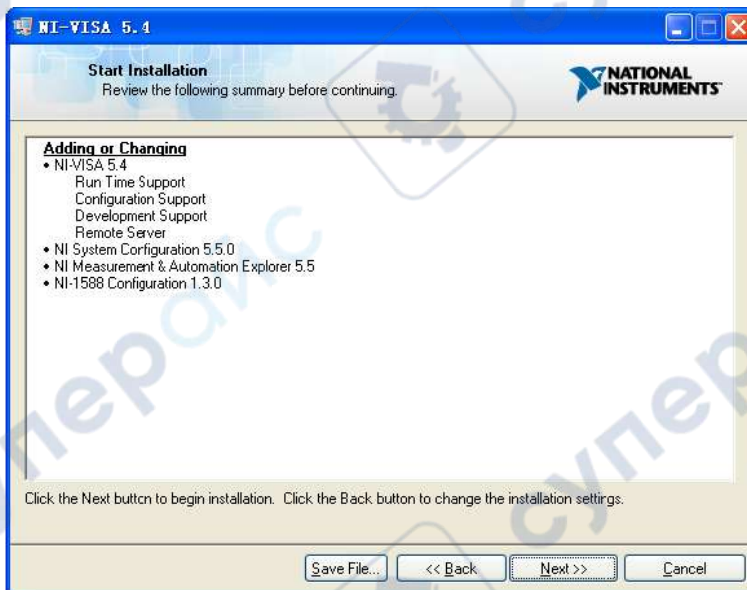 NI-VISA 5.4
Start Installation
Review the following summary before continuing.
NATIONAL
INSTRUMENTS
Adding or Changing
• NI-VISA 5.4
Run Time Support
Configuration Support
Development Support
Remote Server
• NI System Configuration 5.5.0
• NI Measurement & Automation Explorer 5.5
• NI-1588 Configuration 1.3.0
Click the Next button to begin installation. Click the Back button to change the installation settings.
Save File...
<< Back
Next >>
Cancel